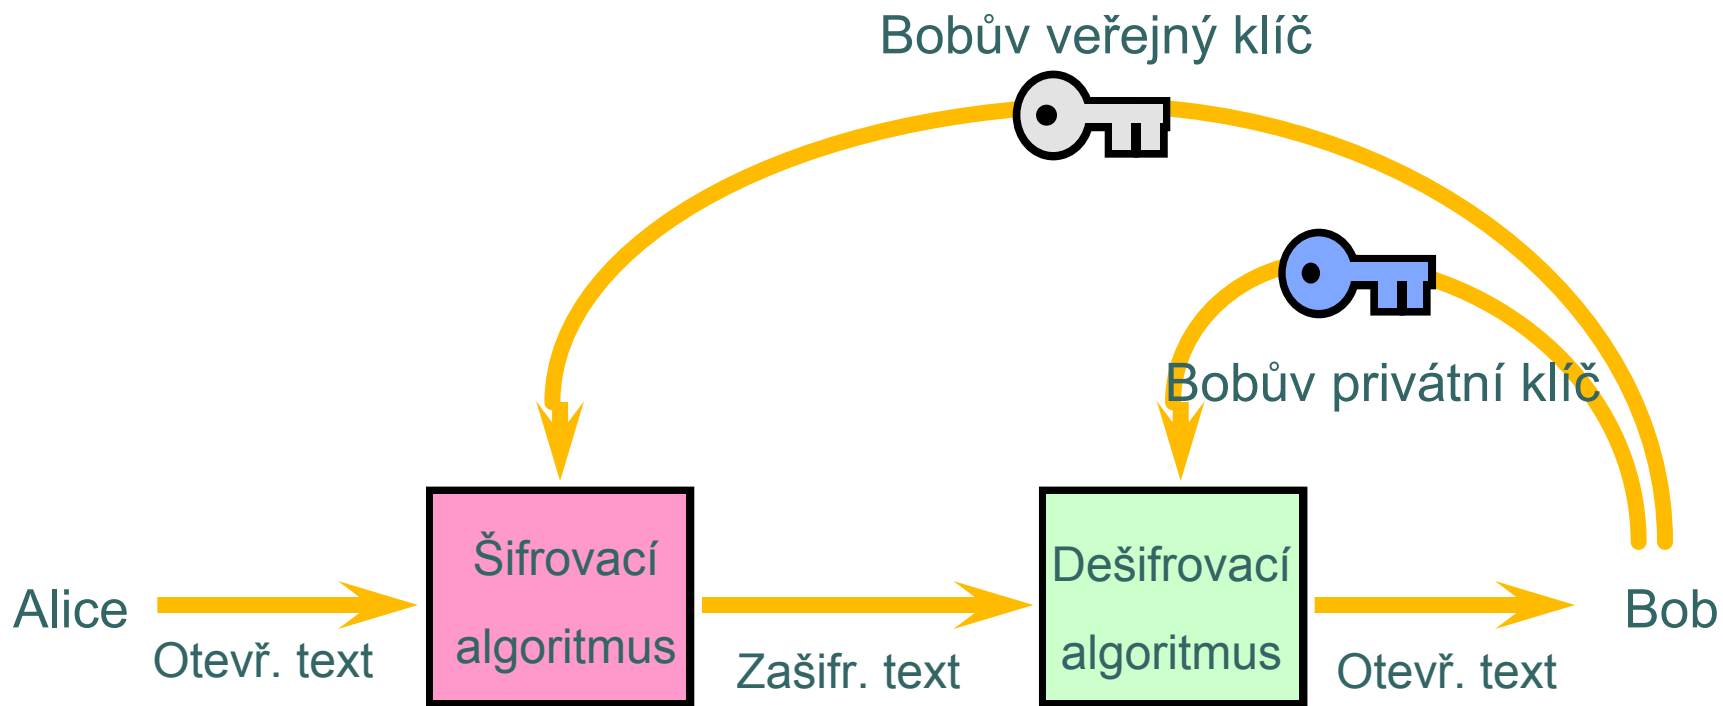 Bobův veřejný klíč
Bobův privátní klíč
Šifrovací
algoritmus
Dešifrovací
algoritmus
Alice
Bob
Otevř. text
Zašifr. text
Otevř. text